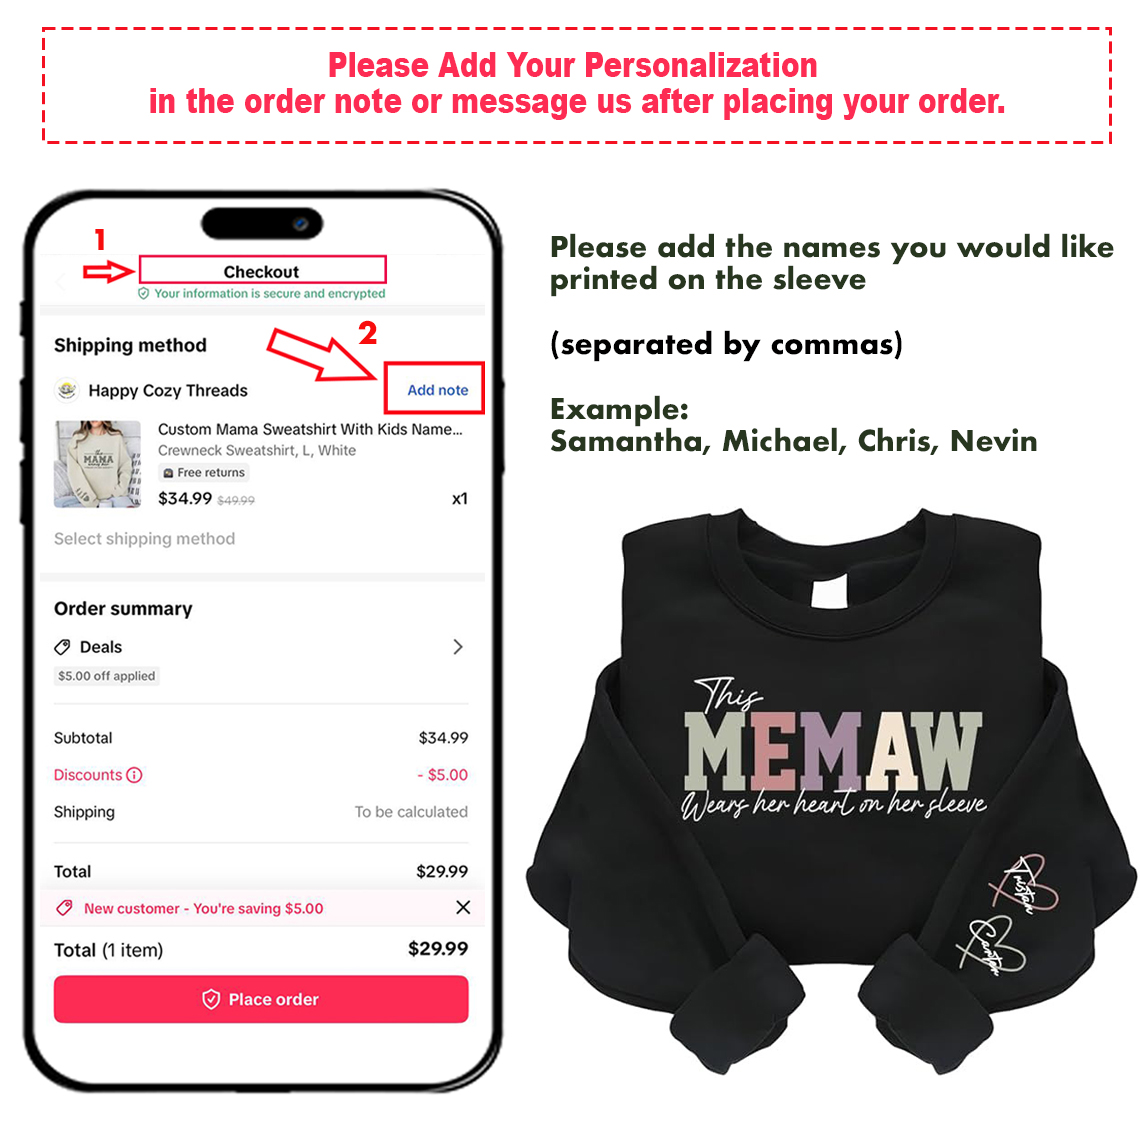 Please Add Your Personalization
in the order note or message us after placing your order.
1
Checkout
Your information is secure and encrypted
2
Shipping method
Happy Cozy Threads
Add note
Custom Mama Sweatshirt With Kids Name...
Crewneck Sweatshirt, L, White
Free returns
$34.99 $49.99
x1
MAMA
Select shipping method
Order summary
Deals
$5.00 off applied
Subtotal
$34.99
Discounts
- $5.00
Shipping
To be calculated
Total
$29.99
New customer - You're saving $5.00
Total (1 item)
$29.99
Place order
Please add the names you would like
printed on the sleeve
(separated by commas)
Example:
Samantha, Michael, Chris, Nevin
This
MEMAW
Wears her heart on her sleeve
Tristan